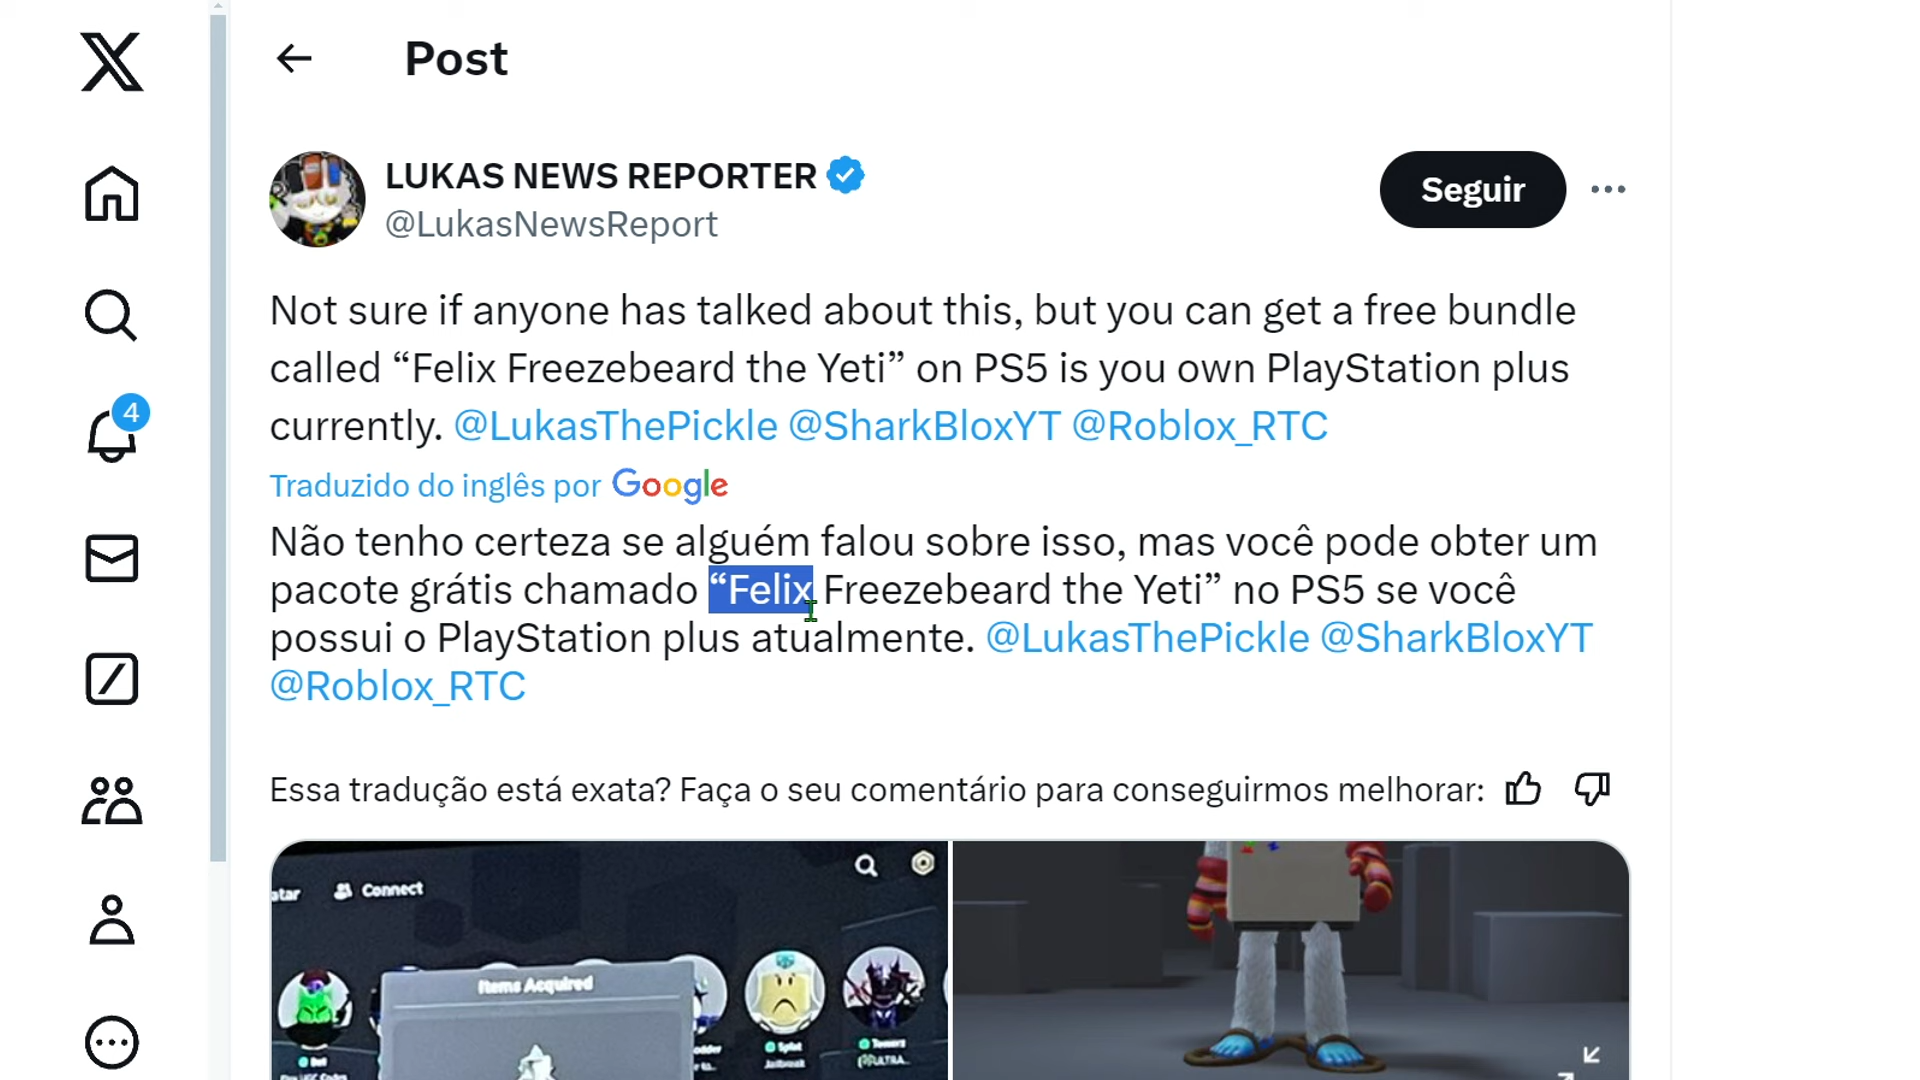 Post
LUKAS NEWS REPORTER
@LukasNewsReport
Seguir
Not sure if anyone has talked about this, but you can get a free bundle
called “Felix Freezebeard the Yeti” on PS5 is you own PlayStation plus
currently. @LukasThePickle @SharkBloxYT @Roblox_RTC
4
Traduzido do inglês por Google
Não tenho certeza se alguém falou sobre isso, mas você pode obter um
pacote grátis chamado “Felix Freezebeard the Yeti” no PS5 se você
possui o PlayStation plus atualmente. @LukasThePickle @SharkBloxYT
@Roblox_RTC
Essa tradução está exata? Faça o seu comentário para conseguirmos melhorar:
Connect
Items Acquired
Splat
Jailbreak
Towers